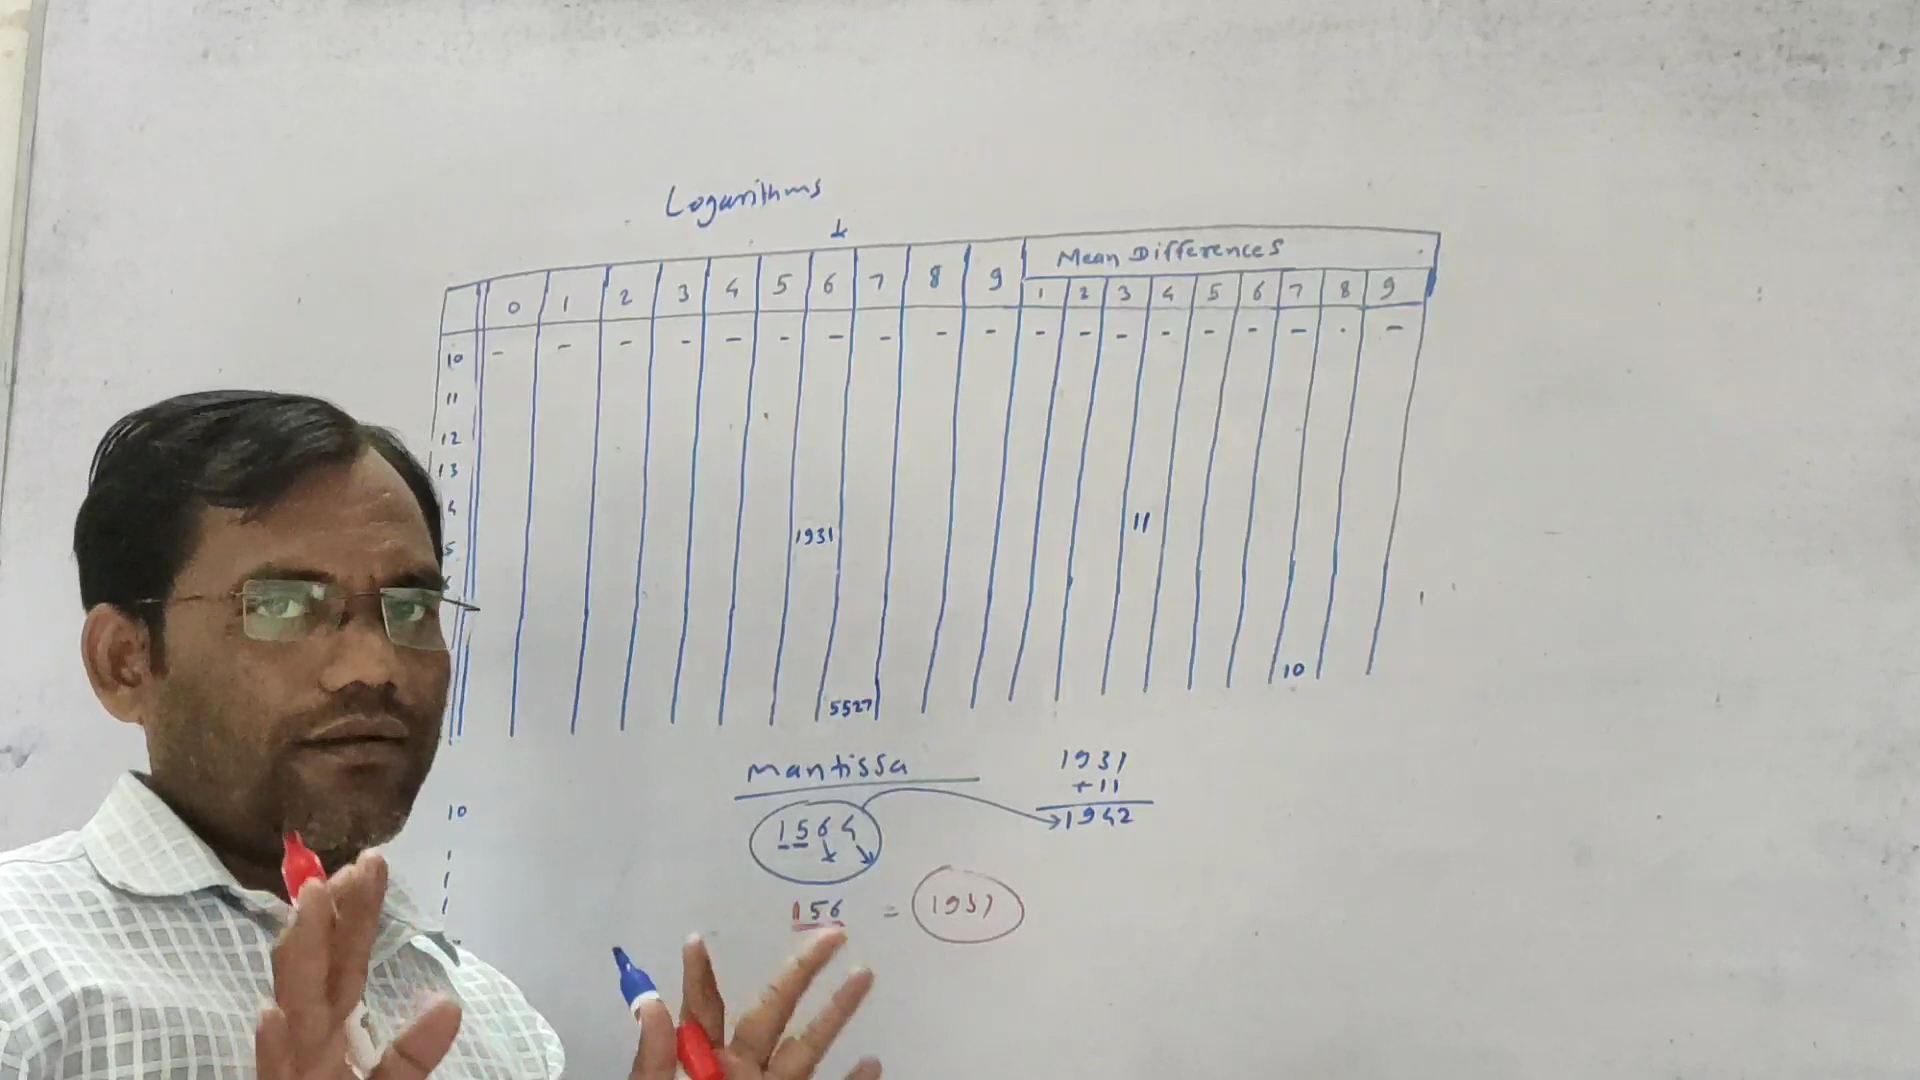 Logarithms
Mean Differences
0 1 2 3 4 5 6 7 8 9 1 2 3 4 5 6 7 8 9
10 - - - - - - - - - - - - - - - - - - -
11
12
13
4
1931 11
5
10
5527
Mantissa
1931
+11
1942
1564
10
156 = 1931